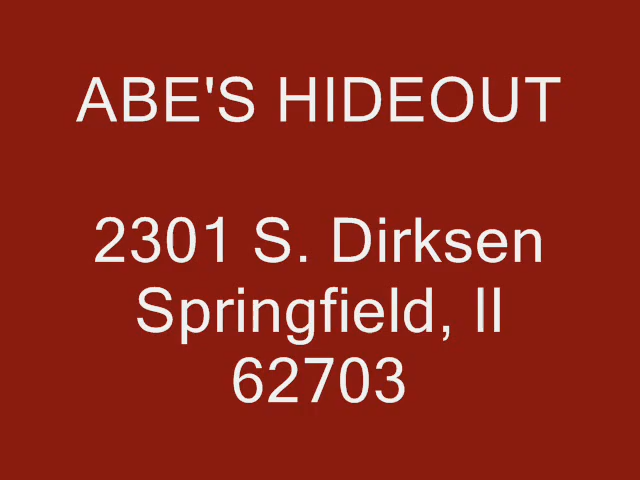 ABE'S HIDEOUT
2301 S. Dirksen
Springfield, Il
62703